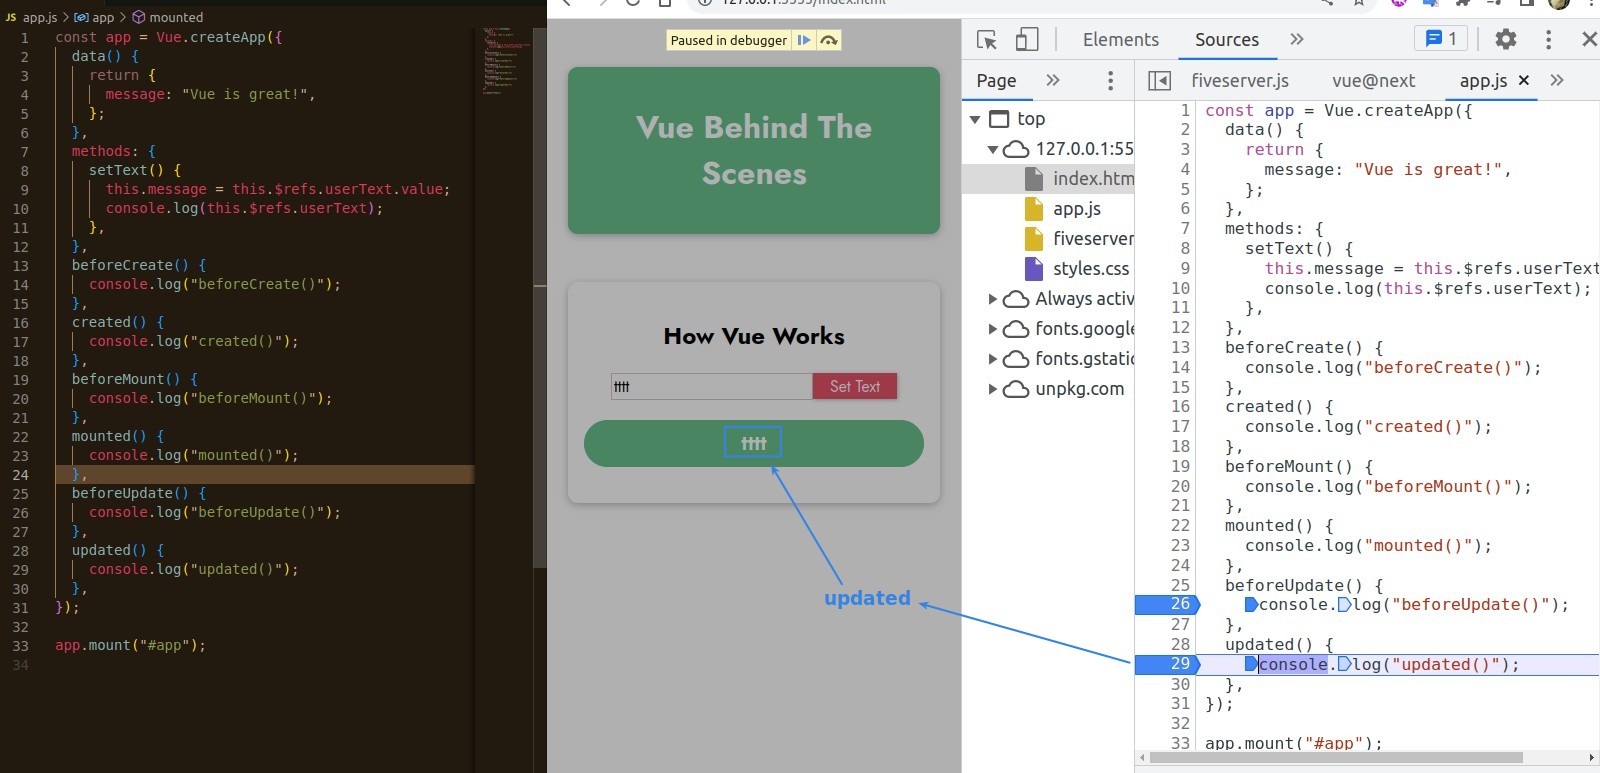 JS app.js > app > mounted
1 const app = Vue.createApp({
2 data() {
3 return {
4 message: "Vue is great!",
5 };
6 },
7 methods: {
8 setText() {
9 this.message = this.$refs.userText.value;
10 console.log(this.$refs.userText);
11 },
12 },
13 beforeCreate() {
14 console.log("beforeCreate()");
15 },
16 created() {
17 console.log("created()");
18 },
19 beforeMount() {
20 console.log("beforeMount()");
21 },
22 mounted() {
23 console.log("mounted()");
24 },
25 beforeUpdate() {
26 console.log("beforeUpdate()");
27 },
28 updated() {
29 console.log("updated()");
30 },
31 });
32
33 app.mount("#app");
34
127.0.0.1:5555/index.html
Paused in debugger
Vue Behind The
Scenes
How Vue Works
tttt
Set Text
tttt
updated
Elements
Sources
1
Page
top
127.0.0.1:55
index.htm
app.js
fiveserver
styles.css
Always activ
fonts.google
fonts.gstatic
unpkg.com
fiveserver.js
vue@next
app.js
1 const app = Vue.createApp({
2 data() {
3 return {
4 message: "Vue is great!",
5 };
6 },
7 methods: {
8 setText() {
9 this.message = this.$refs.userText
10 console.log(this.$refs.userText);
11 },
12 },
13 beforeCreate() {
14 console.log("beforeCreate()");
15 },
16 created() {
17 console.log("created()");
18 },
19 beforeMount() {
20 console.log("beforeMount()");
21 },
22 mounted() {
23 console.log("mounted()");
24 },
25 beforeUpdate() {
26 console.log("beforeUpdate()");
27 },
28 updated() {
29 console.log("updated()");
30 },
31 });
32
33 app.mount("#app");